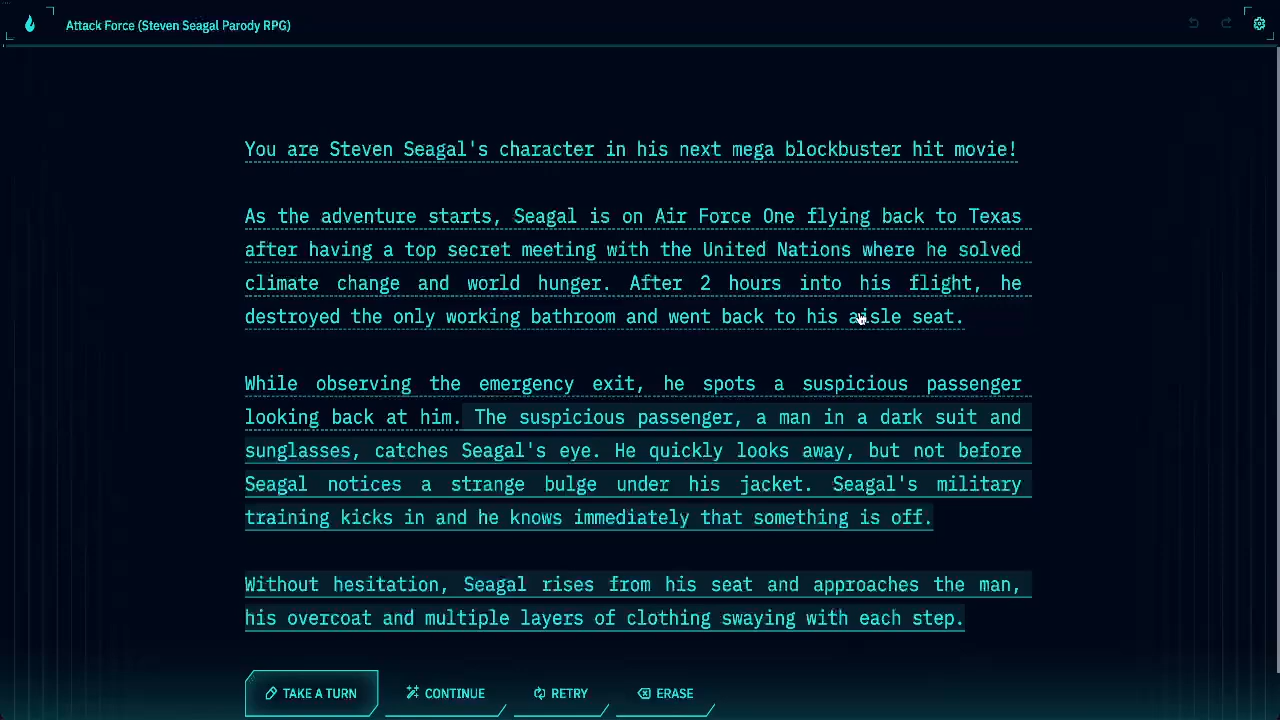 Attack Force (Steven Seagal Parody RPG)
You are Steven Seagal's character in his next mega blockbuster hit movie!
As the adventure starts, Seagal is on Air Force One flying back to Texas
after having a top secret meeting with the United Nations where he solved
climate change and world hunger. After 2 hours into his flight, he
destroyed the only working bathroom and went back to his aisle seat.
While observing the emergency exit, he spots a suspicious passenger
looking back at him. The suspicious passenger, a man in a dark suit and
sunglasses, catches Seagal's eye. He quickly looks away, but not before
Seagal notices a strange bulge under his jacket. Seagal's military
training kicks in and he knows immediately that something is off.
Without hesitation, Seagal rises from his seat and approaches the man,
his overcoat and multiple layers of clothing swaying with each step.
TAKE A TURN CONTINUE RETRY ERASE